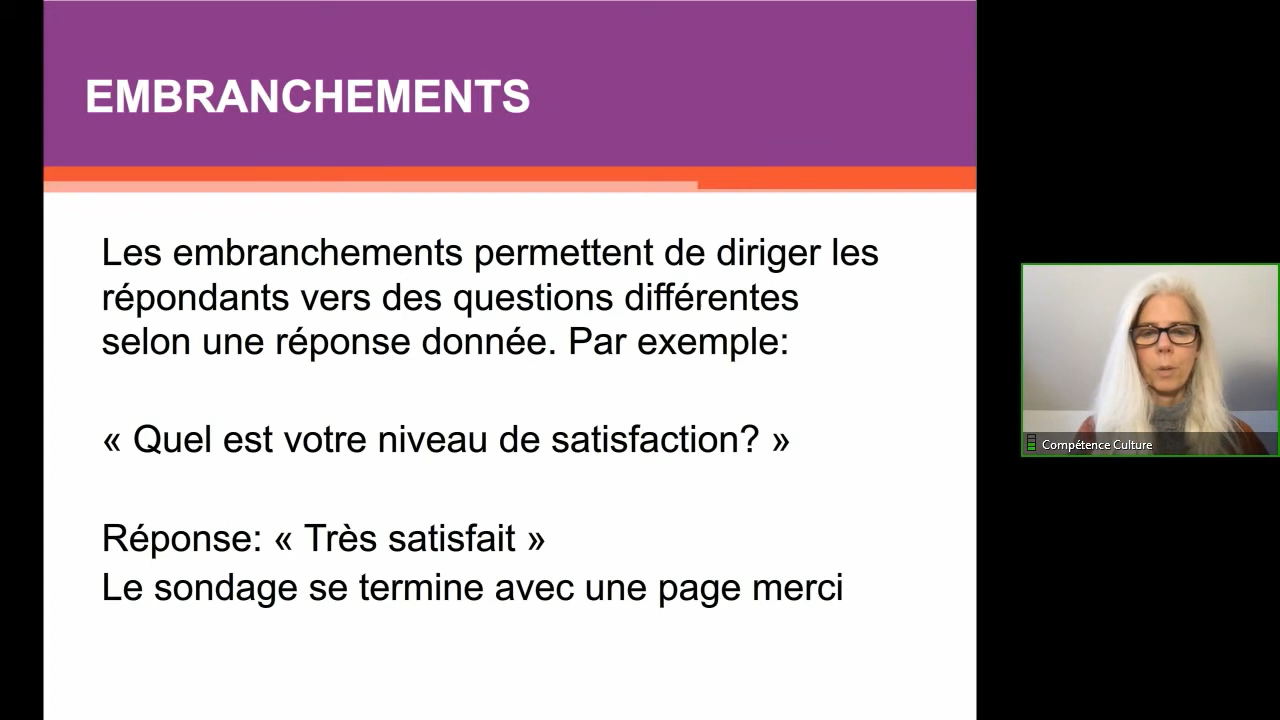 EMBRANCHEMENTS
Les embranchements permettent de diriger les
répondants vers des questions différentes
selon une réponse donnée. Par exemple:
« Quel est votre niveau de satisfaction? »
Réponse: « Très satisfait »
Le sondage se termine avec une page merci
Compétence Culture